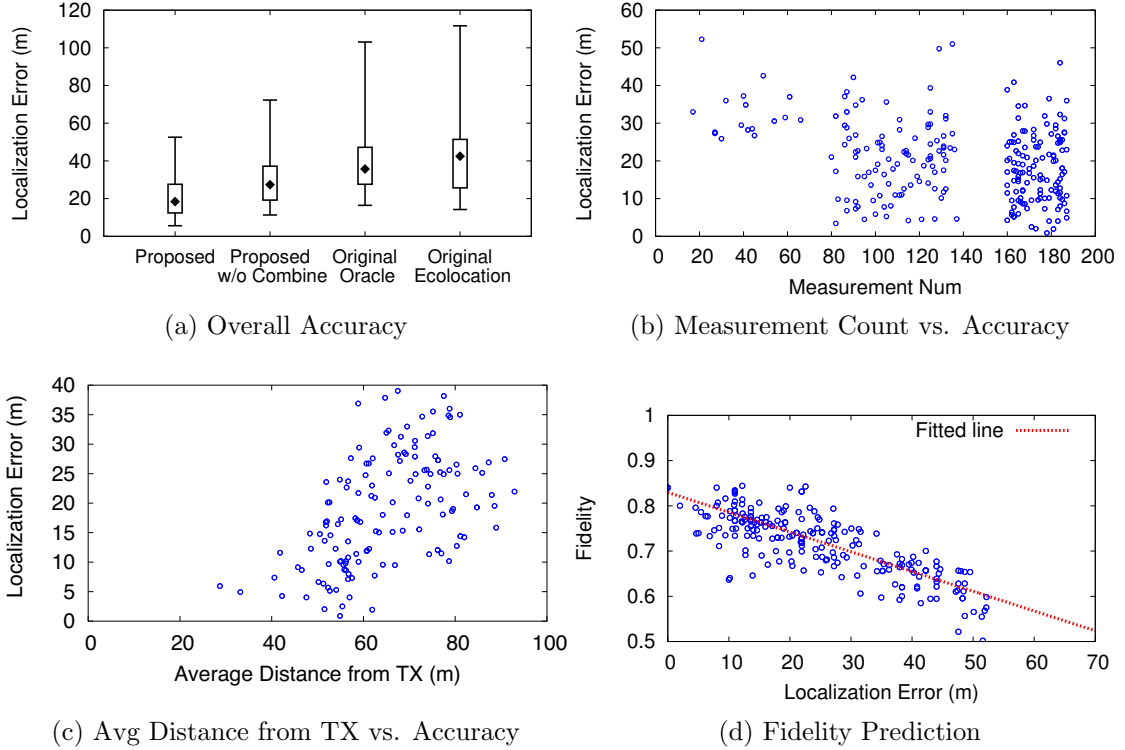 120
100
80
60
40
20
0
Localization Error (m)
Proposed
Proposed
w/o Combine
Original
Oracle
Original
Ecolocation
(a) Overall Accuracy
60
50
40
30
20
10
0
Localization Error (m)
0 20 40 60 80 100 120 140 160 180 200
Measurement Num
(b) Measurement Count vs. Accuracy
40
35
30
25
20
15
10
5
0
Localization Error (m)
0 20 40 60 80 100
Average Distance from TX (m)
(c) Avg Distance from TX vs. Accuracy
1
0.9
0.8
0.7
0.6
0.5
Fidelity
Fitted line
0 10 20 30 40 50 60 70
Localization Error (m)
(d) Fidelity Prediction